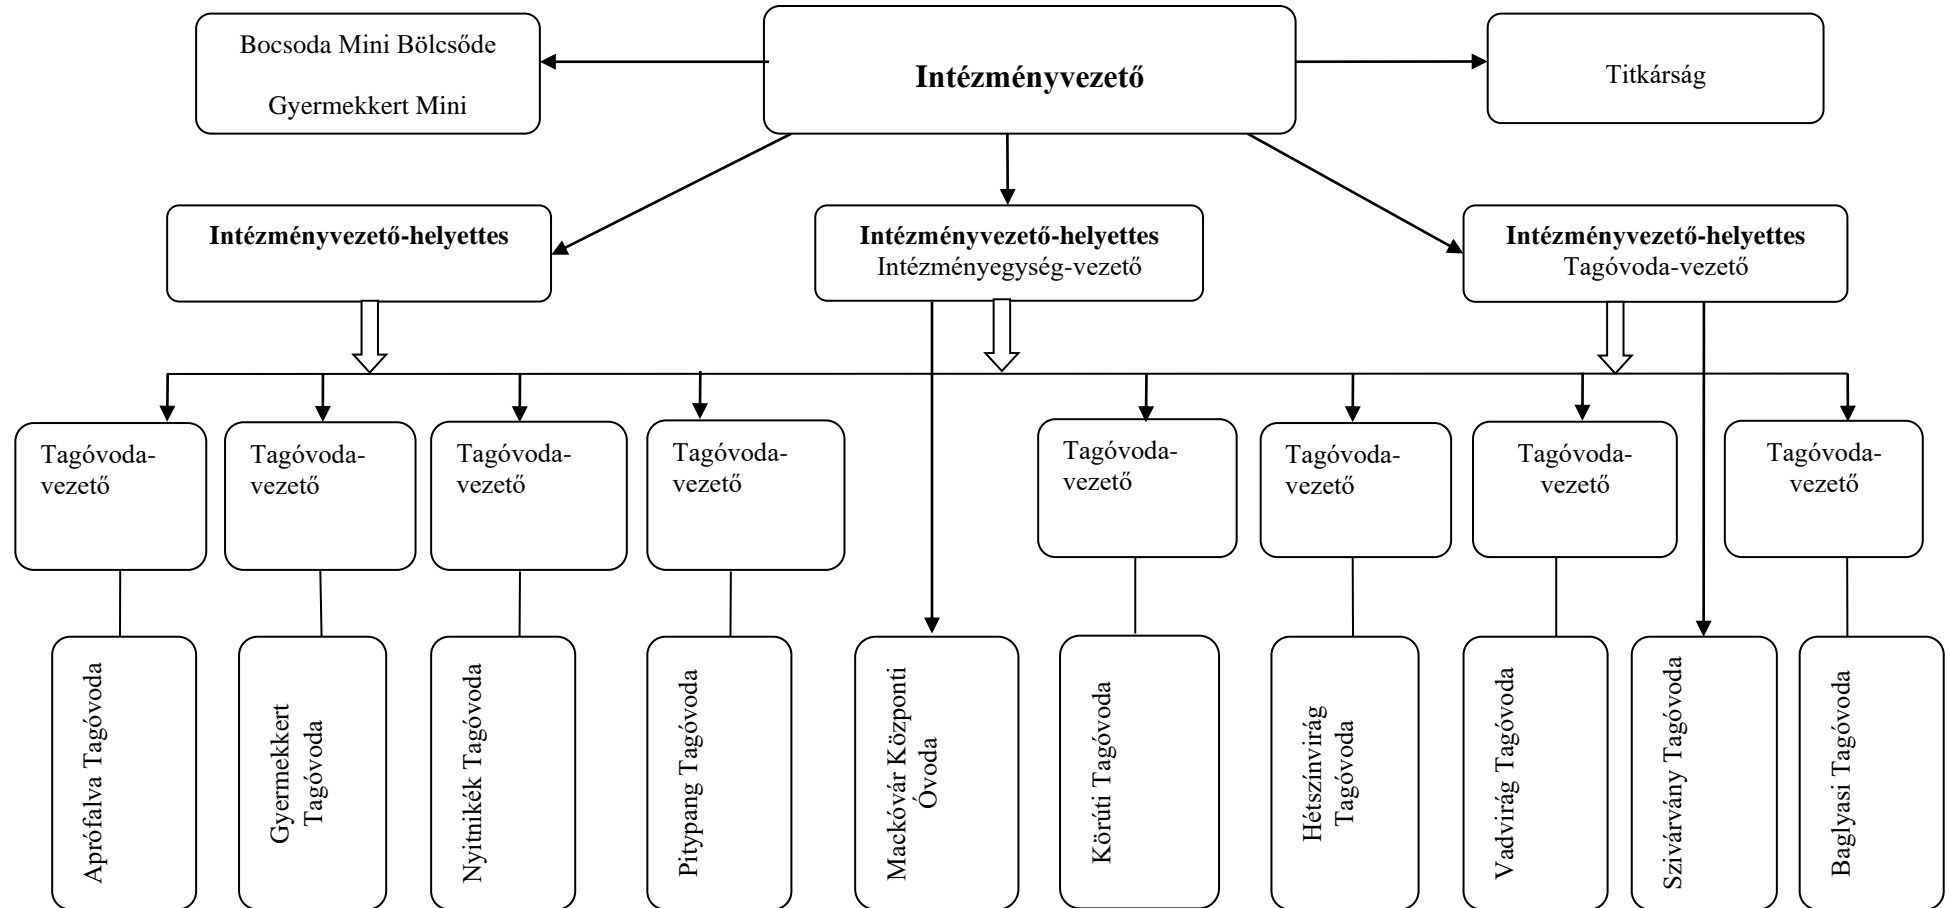 Bocsoda Mini Bölcsőde
Gyermekkert Mini
Intézményvezető
Titkárság
Intézményvezető-helyettes
Intézményvezető-helyettes
Intézményegység-vezető
Intézményvezető-helyettes
Tagóvoda-vezető
Tagóvoda-
vezető
Tagóvoda-
vezető
Tagóvoda-
vezető
Tagóvoda-
vezető
Tagóvoda-
vezető
Tagóvoda-
vezető
Tagóvoda-
vezető
Tagóvoda-
vezető
Aprófalva Tagóvoda
Gyermekkert
Tagóvoda
Nyitnikék Tagóvoda
Pitypang Tagóvoda
Mackóvár Központi
Óvoda
Körúti Tagóvoda
Hétszínvirág
Tagóvoda
Vadvirág Tagóvoda
Szivárvány Tagóvoda
Baglyasi Tagóvoda